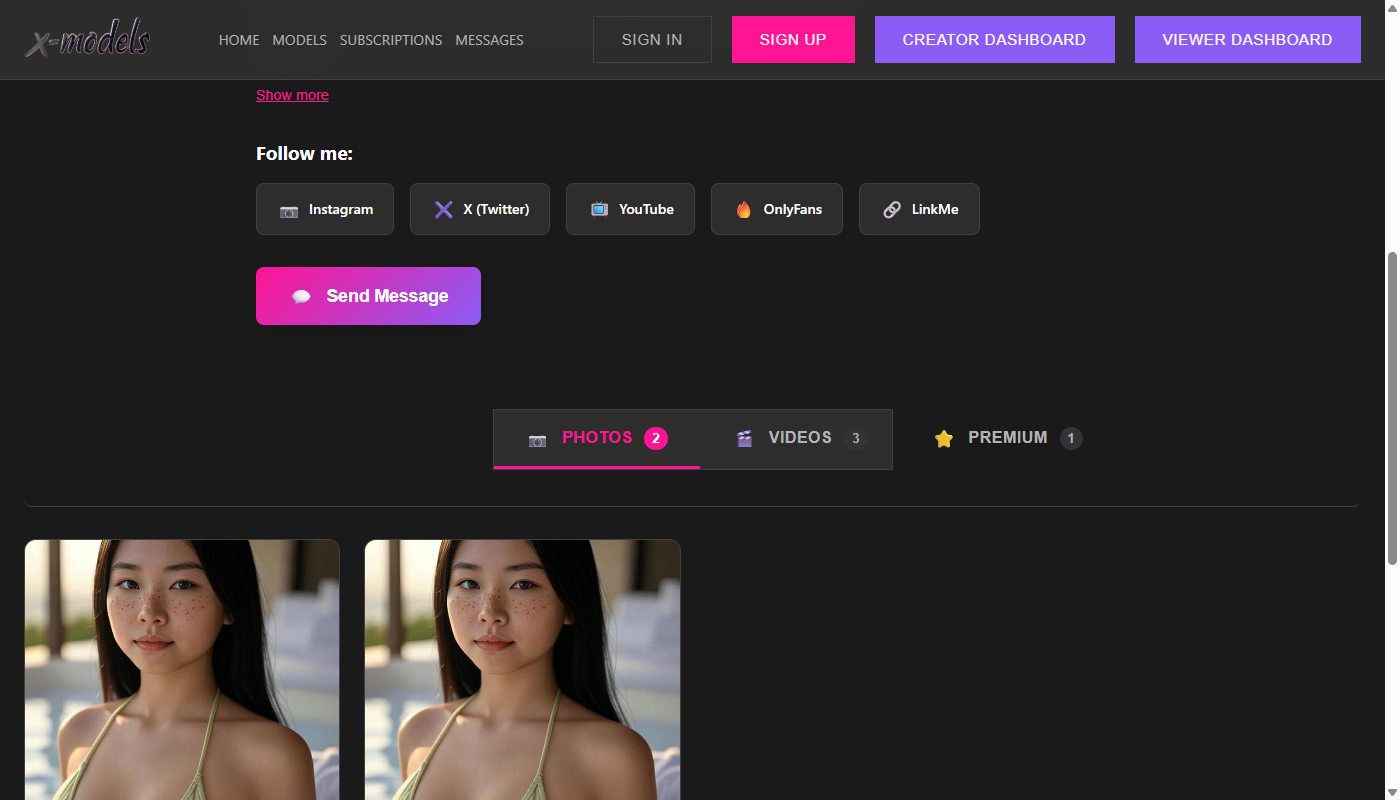 x-models HOME MODELS SUBSCRIPTIONS MESSAGES SIGN IN SIGN UP CREATOR DASHBOARD VIEWER DASHBOARD
Show more
Follow me:
Instagram X (Twitter) YouTube OnlyFans LinkMe
Send Message
PHOTOS 2 VIDEOS 3 PREMIUM 1